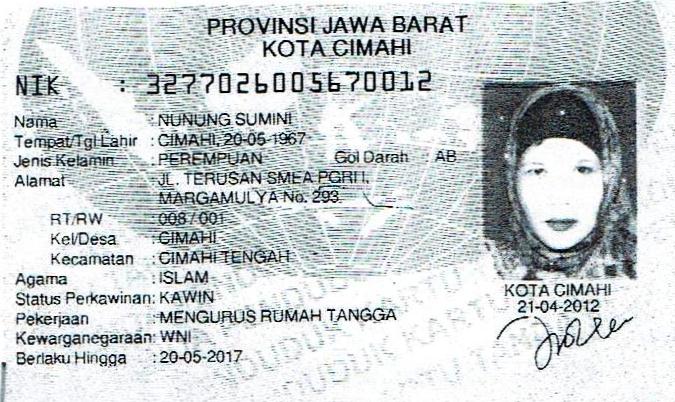 PROVINSI JAWA BARAT
KOTA CIMAHI
NIK : 3277026005670012
Nama : NUNUNG SUMINI
Tempat/Tgl Lahir : CIMAHI, 20-05-1967
Jenis Kelamin : PEREMPUAN Gol Darah : AB
Alamat : JL. TERUSAN SMEA PGRI I,
MARGAMULYA No. 293
RT/RW : 008 / 001
Kel/Desa : CIMAHI
Kecamatan : CIMAHI TENGAH
Agama : ISLAM
Status Perkawinan: KAWIN
Pekerjaan : MENGURUS RUMAH TANGGA
Kewarganegaraan: WNI
Berlaku Hingga : 20-05-2017
KOTA CIMAHI
21-04-2012